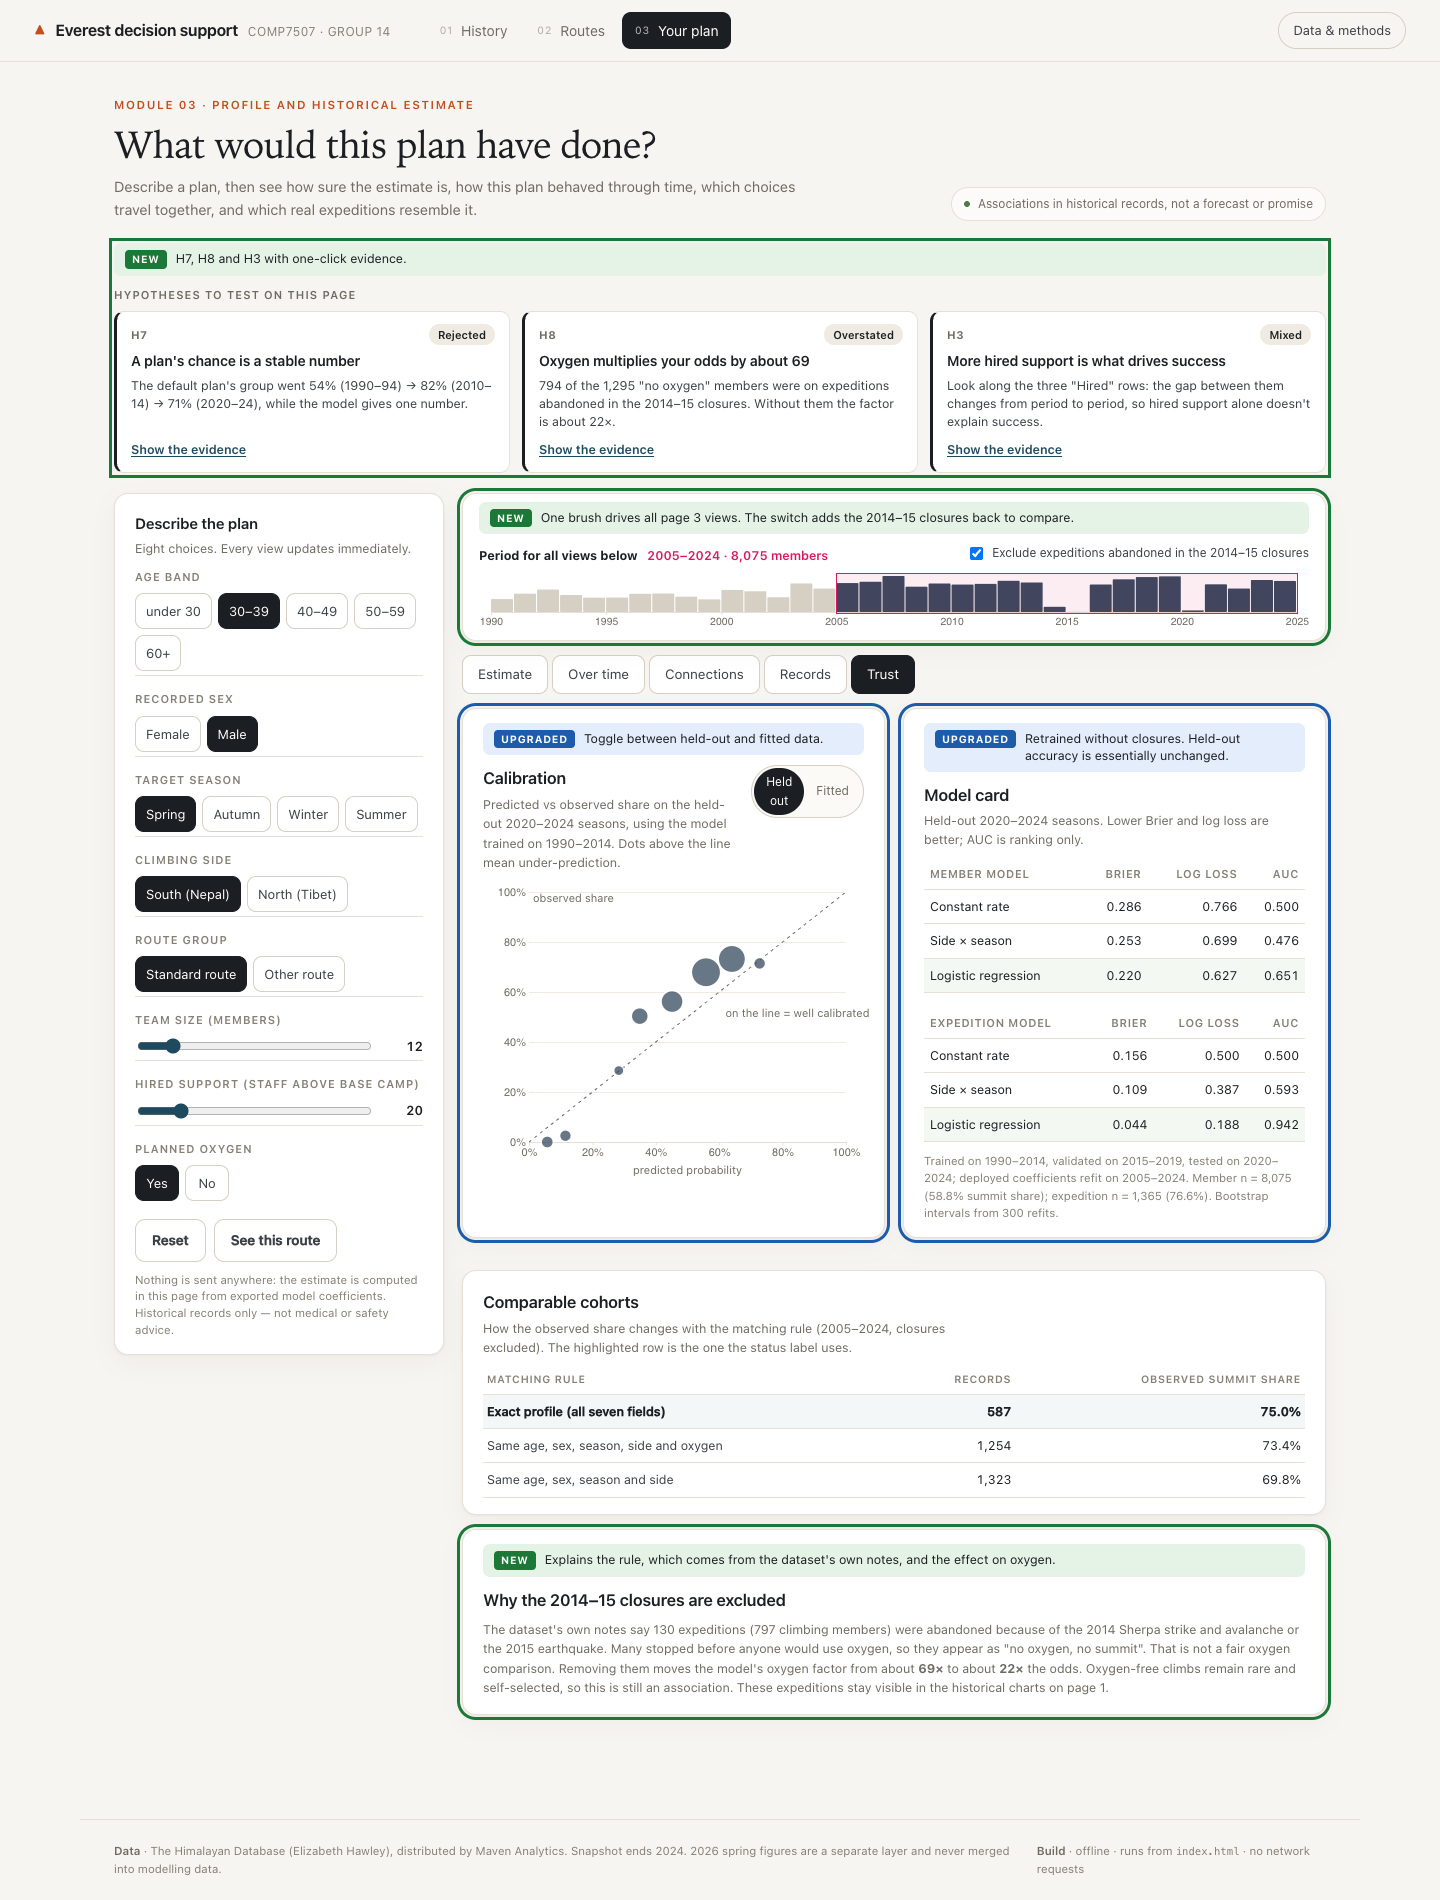 ▲ Everest decision support COMP7507 · GROUP 14
01 History
02 Routes
03 Your plan
Data & methods
MODULE 03 · PROFILE AND HISTORICAL ESTIMATE
What would this plan have done?
Describe a plan, then see how sure the estimate is, how this plan behaved through time, which choices
travel together, and which real expeditions resemble it.
Associations in historical records, not a forecast or promise
NEW H7, H8 and H3 with one-click evidence.
HYPOTHESES TO TEST ON THIS PAGE
H7 Rejected
A plan's chance is a stable number
The default plan's group went 54% (1990–94) → 82% (2010–
14) → 71% (2020–24), while the model gives one number.
Show the evidence
H8 Overstated
Oxygen multiplies your odds by about 69
794 of the 1,295 "no oxygen" members were on expeditions
abandoned in the 2014–15 closures. Without them the factor
is about 22×.
Show the evidence
H3 Mixed
More hired support is what drives success
Look along the three "Hired" rows: the gap between them
changes from period to period, so hired support alone doesn't
explain success.
Show the evidence
Describe the plan
Eight choices. Every view updates immediately.
AGE BAND
under 30 30–39 40–49 50–59
60+
RECORDED SEX
Female Male
TARGET SEASON
Spring Autumn Winter Summer
CLIMBING SIDE
South (Nepal) North (Tibet)
ROUTE GROUP
Standard route Other route
TEAM SIZE (MEMBERS)
12
HIRED SUPPORT (STAFF ABOVE BASE CAMP)
20
PLANNED OXYGEN
Yes No
Reset See this route
Nothing is sent anywhere: the estimate is computed
in this page from exported model coefficients.
Historical records only — not medical or safety
advice.
NEW One brush drives all page 3 views. The switch adds the 2014–15 closures back to compare.
Period for all views below 2005–2024 · 8,075 members
Exclude expeditions abandoned in the 2014–15 closures
1990 1995 2000 2005 2010 2015 2020 2025
Estimate Over time Connections Records Trust
UPGRADED Toggle between held-out and fitted data.
Calibration
Held
out
Fitted
Predicted vs observed share on the held-
out 2020–2024 seasons, using the model
trained on 1990–2014. Dots above the line
mean under-prediction.
100% observed share
80%
60%
on the line = well calibrated
40%
20%
0%
0% 20% 40% 60% 80% 100%
predicted probability
UPGRADED Retrained without closures. Held-out
accuracy is essentially unchanged.
Model card
Held-out 2020–2024 seasons. Lower Brier and log loss are
better; AUC is ranking only.
MEMBER MODEL BRIER LOG LOSS AUC
Constant rate 0.286 0.766 0.500
Side × season 0.253 0.699 0.476
Logistic regression 0.220 0.627 0.651
EXPEDITION MODEL BRIER LOG LOSS AUC
Constant rate 0.156 0.500 0.500
Side × season 0.109 0.387 0.593
Logistic regression 0.044 0.188 0.942
Trained on 1990–2014, validated on 2015–2019, tested on 2020–
2024; deployed coefficients refit on 2005–2024. Member n = 8,075
(58.8% summit share); expedition n = 1,365 (76.6%). Bootstrap
intervals from 300 refits.
Comparable cohorts
How the observed share changes with the matching rule (2005–2024, closures
excluded). The highlighted row is the one the status label uses.
MATCHING RULE RECORDS OBSERVED SUMMIT SHARE
Exact profile (all seven fields) 587 75.0%
Same age, sex, season, side and oxygen 1,254 73.4%
Same age, sex, season and side 1,323 69.8%
NEW Explains the rule, which comes from the dataset's own notes, and the effect on oxygen.
Why the 2014–15 closures are excluded
The dataset's own notes say 130 expeditions (797 climbing members) were abandoned because of the 2014 Sherpa strike and avalanche or
the 2015 earthquake. Many stopped before anyone would use oxygen, so they appear as "no oxygen, no summit". That is not a fair oxygen
comparison. Removing them moves the model's oxygen factor from about 69× to about 22× the odds. Oxygen-free climbs remain rare and
self-selected, so this is still an association. These expeditions stay visible in the historical charts on page 1.
Data · The Himalayan Database (Elizabeth Hawley), distributed by Maven Analytics. Snapshot ends 2024. 2026 spring figures are a separate layer and never merged
into modelling data.
Build · offline · runs from index.html · no network
requests